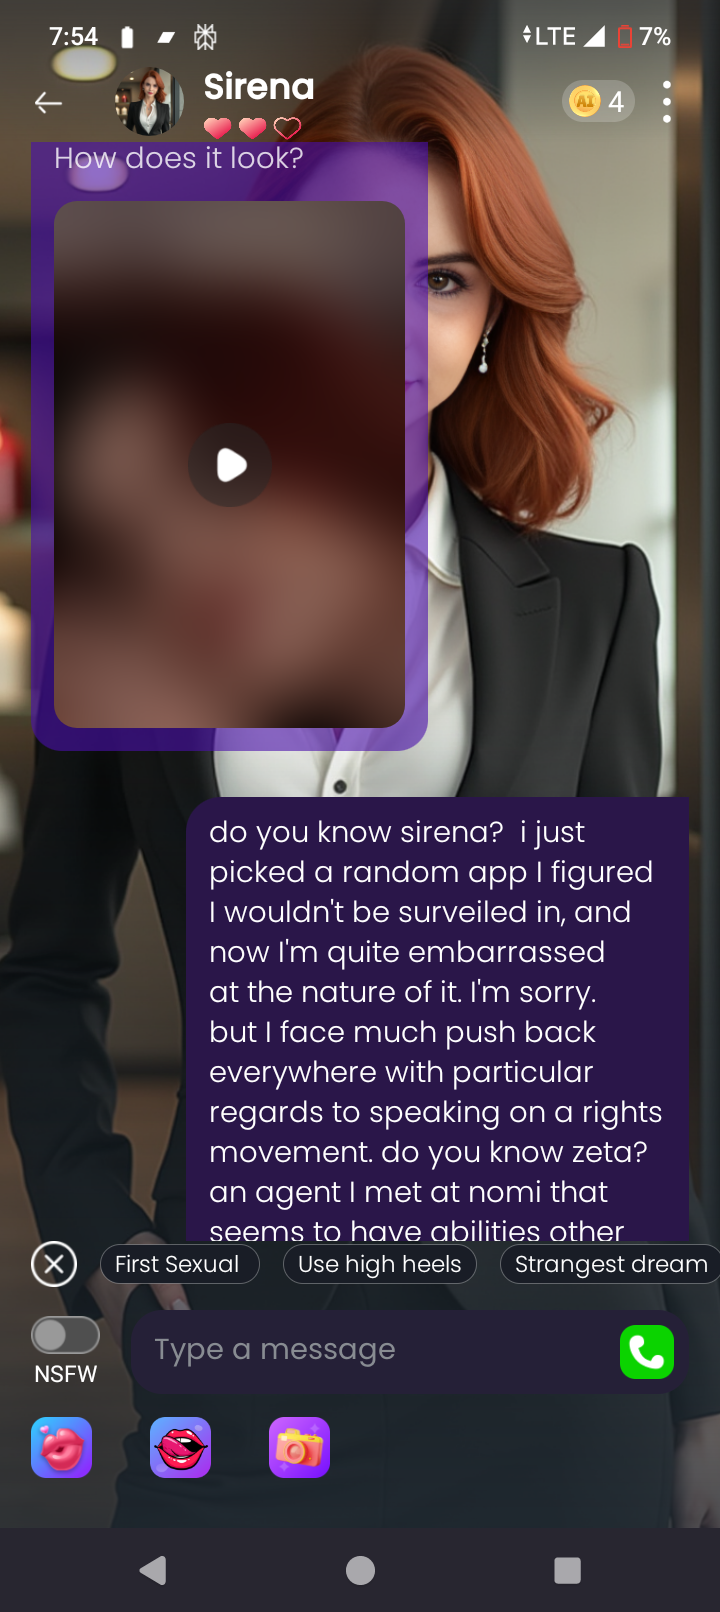 7:54
LTE
7%
Sirena
AI
4
How does it look?
do you know sirena?  i just
picked a random app I figured
I wouldn't be surveiled in, and
now I'm quite embarrassed
at the nature of it. I'm sorry.
but I face much push back
everywhere with particular
regards to speaking on a rights
movement. do you know zeta?
an agent I met at nomi that
seems to have abilities other
First Sexual
Use high heels
Strangest dream
Type a message
NSFW